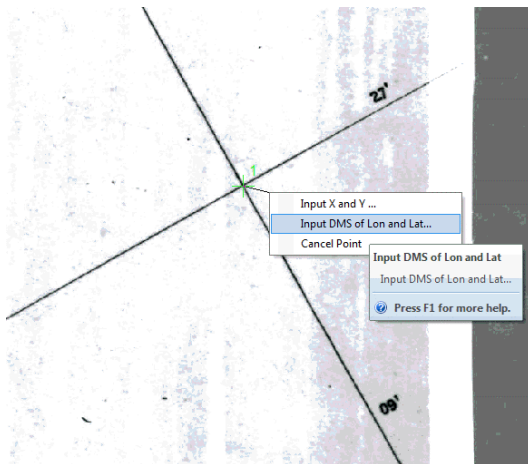 27'
1
Input X and Y ...
Input DMS of Lon and Lat...
Cancel Point
Input DMS of Lon and Lat
Input DMS of Lon and Lat...
Press F1 for more help.
09'